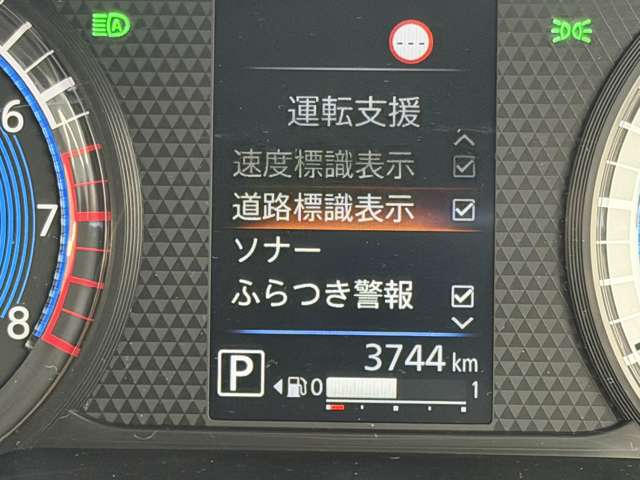 A
---
6
運転支援
速度標識表示
道路標識表示
7
ソナー
ふらつき警報
8
3744 km
P
0 1